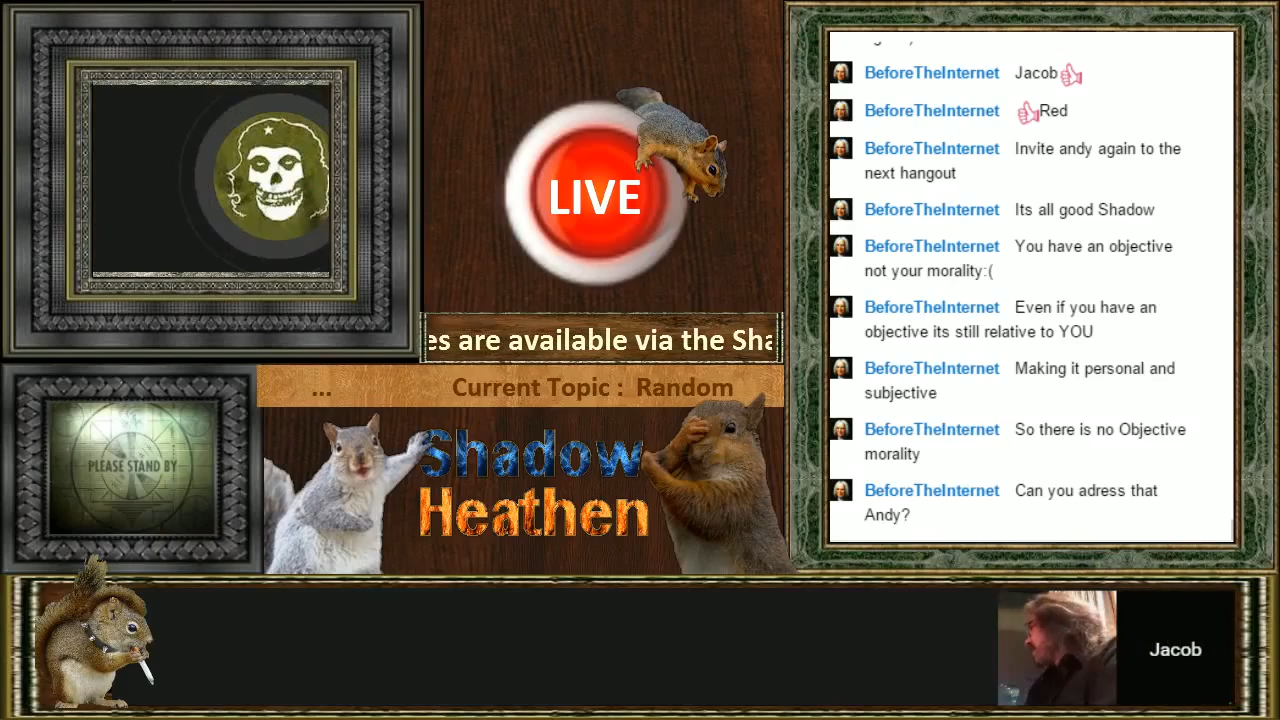 LIVE
es are available via the Sha
... Current Topic : Random
PLEASE STAND BY
Shadow
Heathen
BeforeTheInternet Jacob
BeforeTheInternet Red
BeforeTheInternet Invite andy again to the
next hangout
BeforeTheInternet Its all good Shadow
BeforeTheInternet You have an objective
not your morality:(
BeforeTheInternet Even if you have an
objective its still relative to YOU
BeforeTheInternet Making it personal and
subjective
BeforeTheInternet So there is no Objective
morality
BeforeTheInternet Can you adress that
Andy?
Jacob